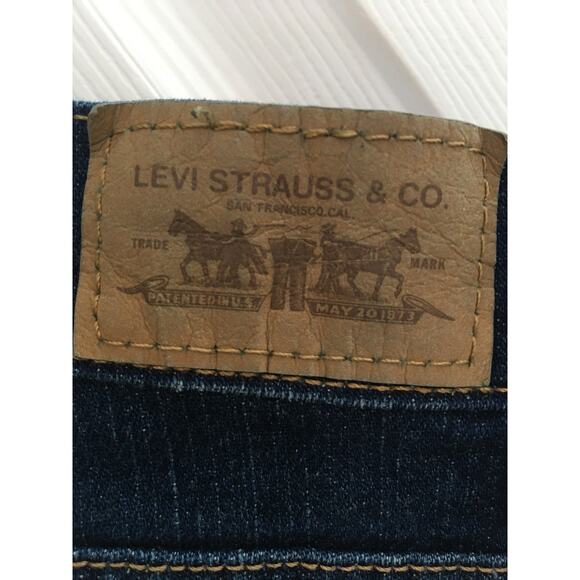 LEVI STRAUSS & CO.
SAN FRANCISCO, CAL.
TRADE MARK
PATENTED IN U.S. MAY 20 1873